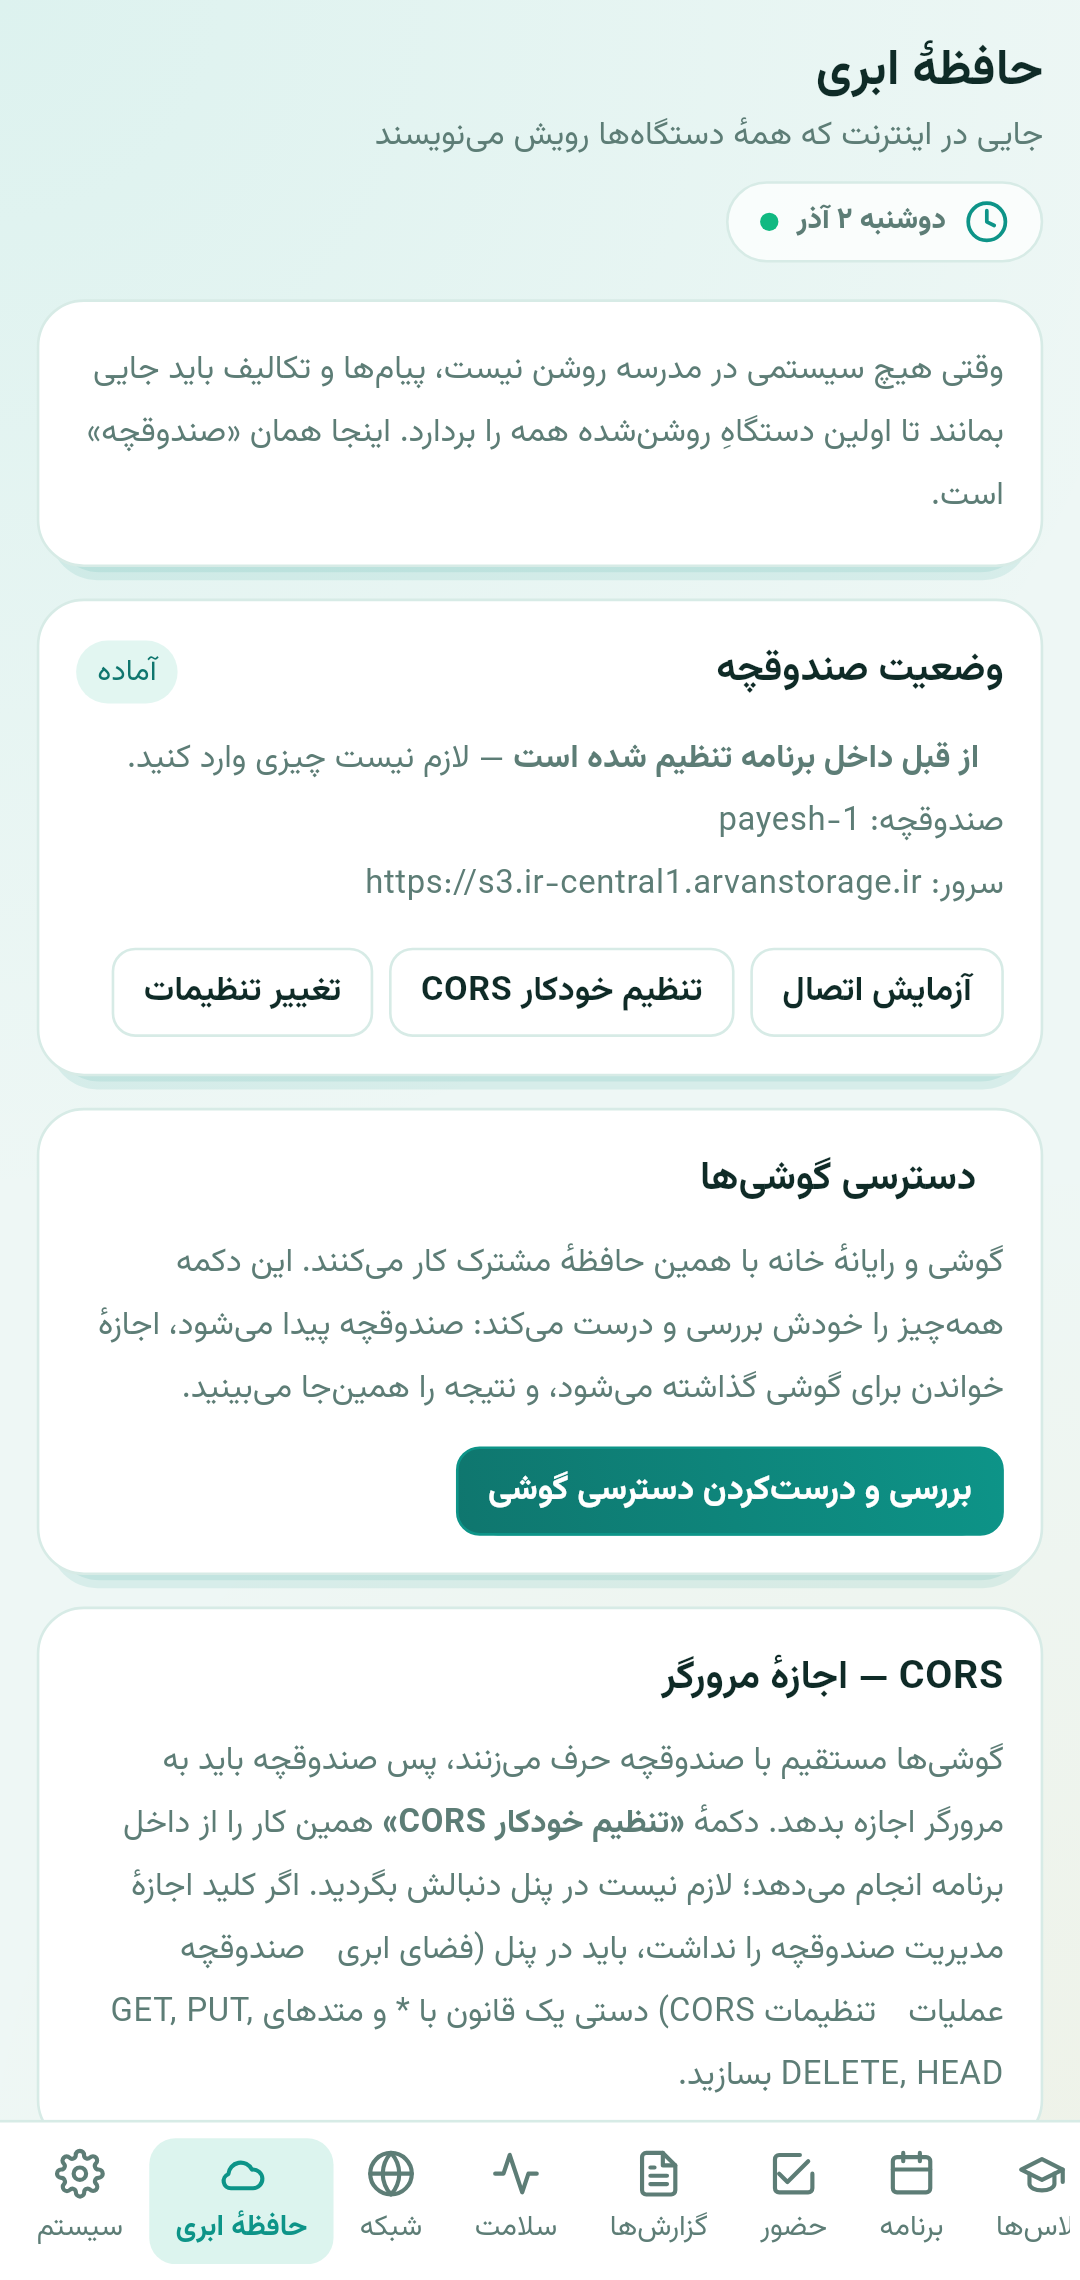 حافظهٔ ابری
جایی در اینترنت که همهٔ دستگاه‌ها رویش می‌نویسند
دوشنبه ۲ آذر
وقتی هیچ سیستمی در مدرسه روشن نیست، پیام‌ها و تکالیف باید جایی
بمانند تا اولین دستگاهِ روشن‌شده همه را بردارد. اینجا همان «صندوقچه»
است.
وضعیت صندوقچه
آماده
از قبل داخل برنامه تنظیم شده است — لازم نیست چیزی وارد کنید.
صندوقچه: payesh-1
سرور: https://s3.ir-central1.arvanstorage.ir
آزمایش اتصال
تنظیم خودکار CORS
تغییر تنظیمات
دسترسی گوشی‌ها
گوشی و رایانهٔ خانه با همین حافظهٔ مشترک کار می‌کنند. این دکمه
همه‌چیز را خودش بررسی و درست می‌کند: صندوقچه پیدا می‌شود، اجازهٔ
خواندن برای گوشی گذاشته می‌شود، و نتیجه را همین‌جا می‌بینید.
بررسی و درست‌کردن دسترسی گوشی
CORS — اجازهٔ مرورگر
گوشی‌ها مستقیم با صندوقچه حرف می‌زنند، پس صندوقچه باید به
مرورگر اجازه بدهد. دکمهٔ «تنظیم خودکار CORS» همین کار را از داخل
برنامه انجام می‌دهد؛ لازم نیست در پنل دنبالش بگردید. اگر کلید اجازهٔ
مدیریت صندوقچه را نداشت، باید در پنل (فضای ابری صندوقچه
عملیات تنظیمات CORS) دستی یک قانون با * و متدهای GET, PUT,
DELETE, HEAD بسازید.
برنامه
حضور
گزارش‌ها
سلامت
شبکه
حافظهٔ ابری
سیستم